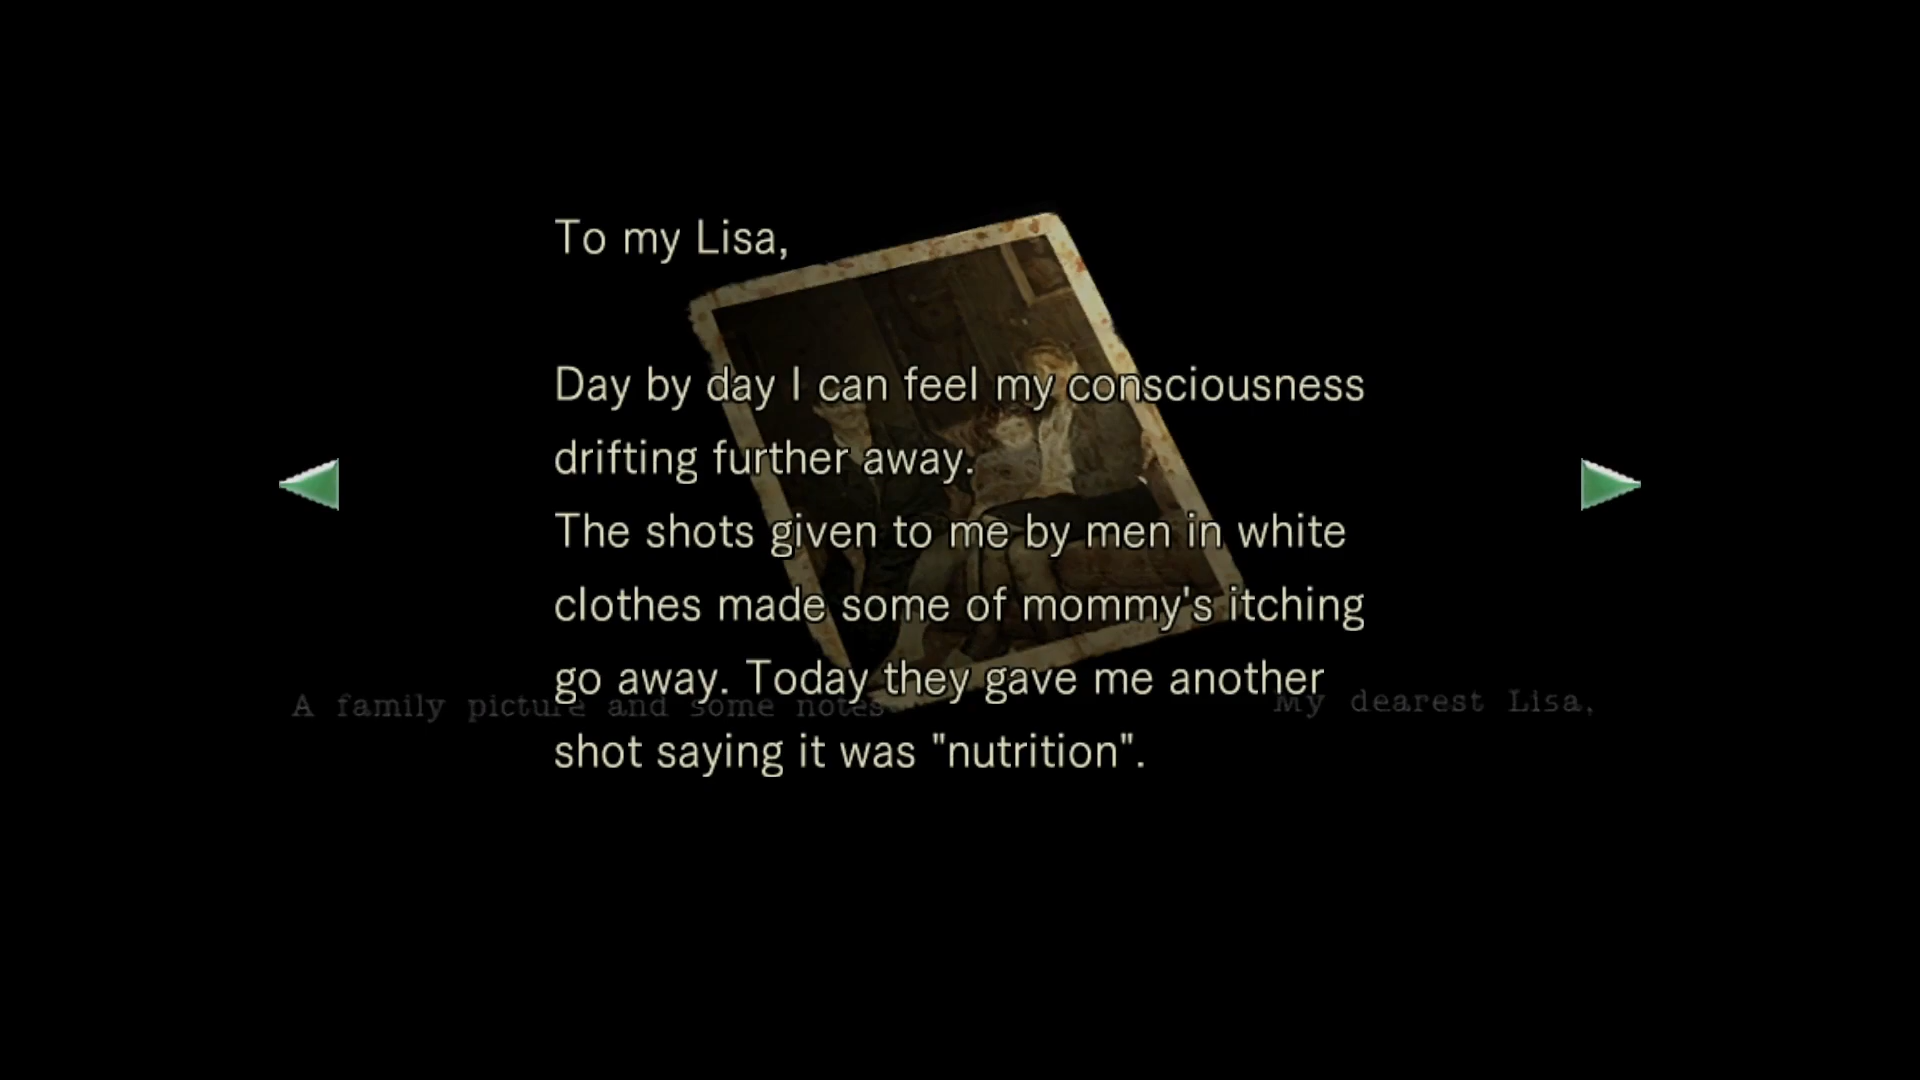 To my Lisa,
Day by day I can feel my consciousness
drifting further away.
The shots given to me by men in white
clothes made some of mommy's itching
go away. Today they gave me another
shot saying it was "nutrition".
A family picture and some notes
My dearest Lisa,